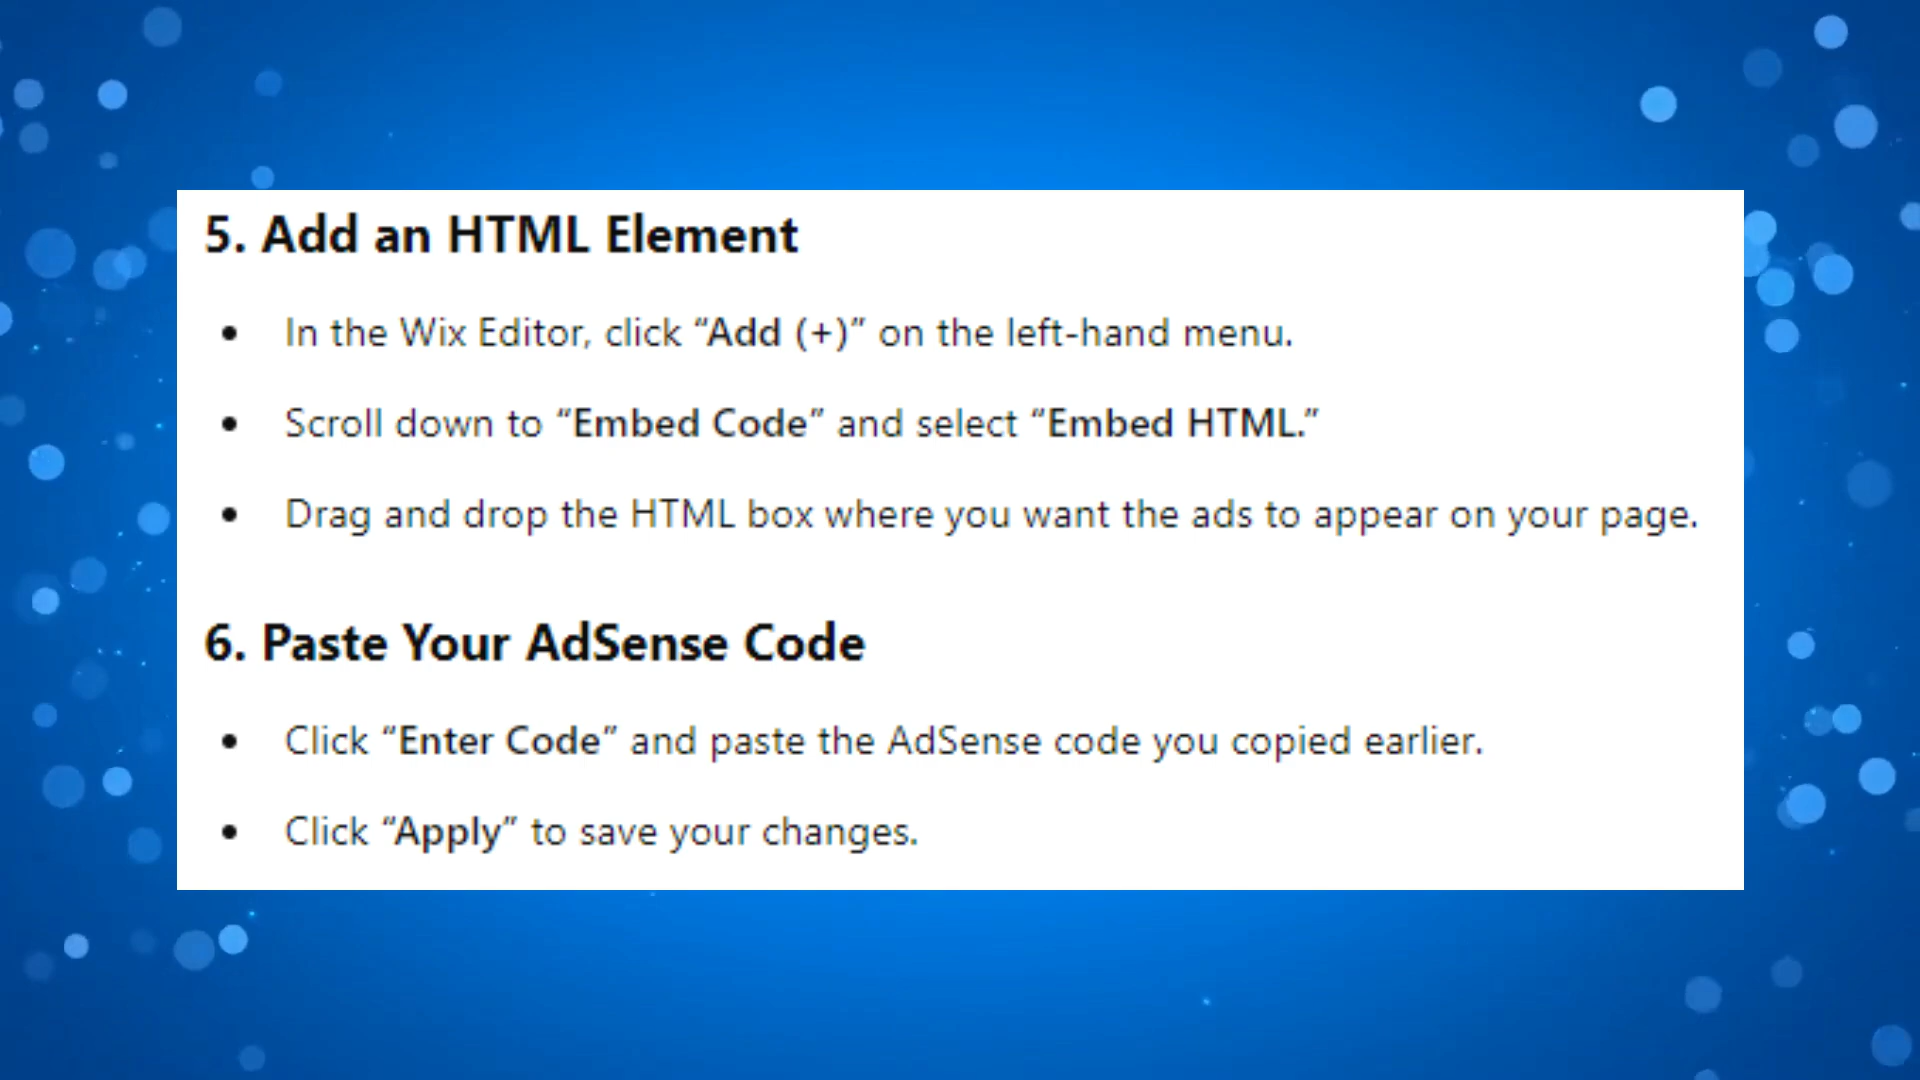 5. Add an HTML Element
• In the Wix Editor, click “Add (+)” on the left-hand menu.
• Scroll down to “Embed Code” and select “Embed HTML.”
• Drag and drop the HTML box where you want the ads to appear on your page.
6. Paste Your AdSense Code
• Click “Enter Code” and paste the AdSense code you copied earlier.
• Click “Apply” to save your changes.